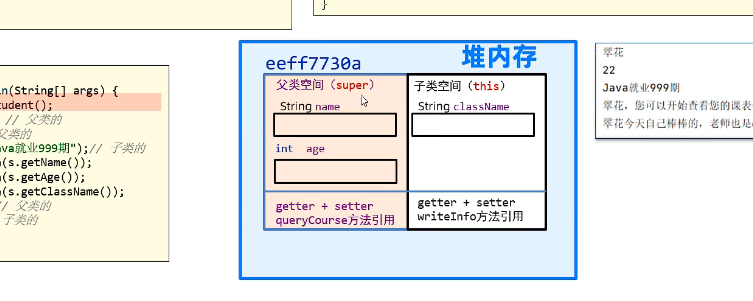 }
n(String[] args) {
tudent();
// 父类的
父类的
ava就业999期");// 子类的
(s.getName());
(s.getAge());
(s.getClassName());
// 父类的
子类的
堆内存
eeff7730a
父类空间（super）
String name
int age
getter + setter
queryCourse方法引用
子类空间（this）
String className
getter + setter
writeInfo方法引用
翠花
22
Java就业999期
翠花，您可以开始查看您的课表
翠花今天自己棒棒的，老师也是